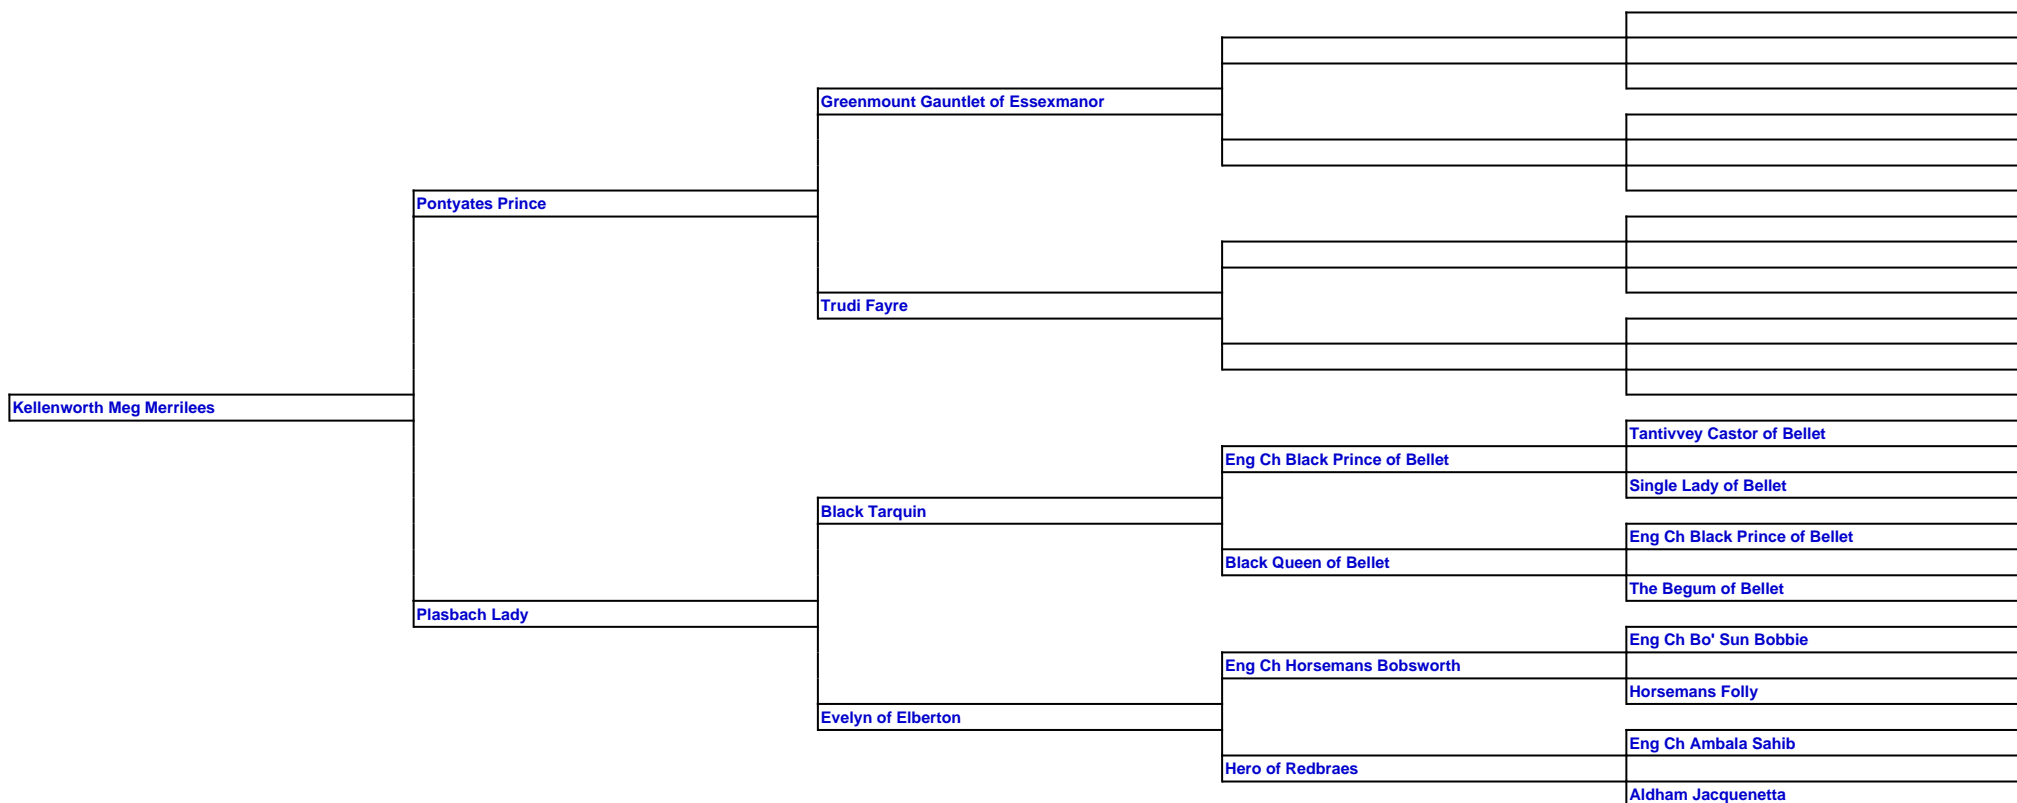 Greenmount Gauntlet of Essexmanor
Pontyates Prince
Trudi Fayre
Kellenworth Meg Merrilees
Tantivvey Castor of Bellet
Eng Ch Black Prince of Bellet
Single Lady of Bellet
Black Tarquin
Eng Ch Black Prince of Bellet
Black Queen of Bellet
The Begum of Bellet
Plasbach Lady
Eng Ch Bo' Sun Bobbie
Eng Ch Horsemans Bobsworth
Horsemans Folly
Evelyn of Elberton
Eng Ch Ambala Sahib
Hero of Redbraes
Aldham Jacquenetta